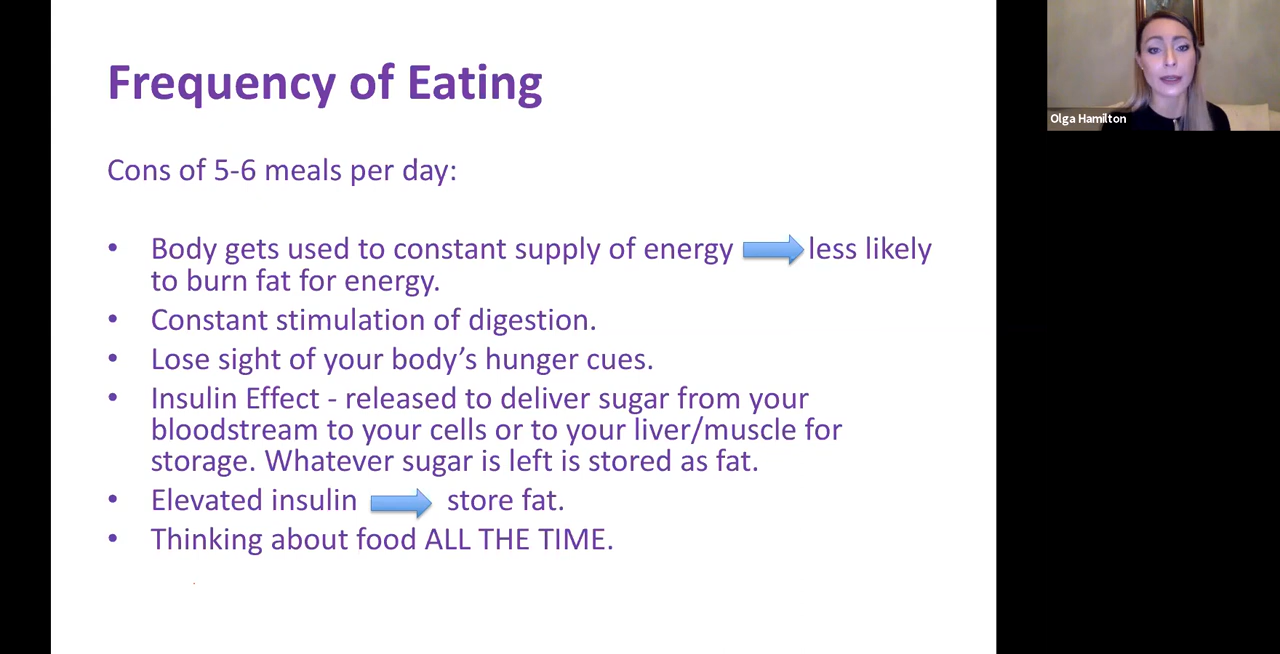 Frequency of Eating
Cons of 5-6 meals per day:
• Body gets used to constant supply of energy less likely
to burn fat for energy.
• Constant stimulation of digestion.
• Lose sight of your body’s hunger cues.
• Insulin Effect - released to deliver sugar from your
bloodstream to your cells or to your liver/muscle for
storage. Whatever sugar is left is stored as fat.
• Elevated insulin store fat.
• Thinking about food ALL THE TIME.
Olga Hamilton